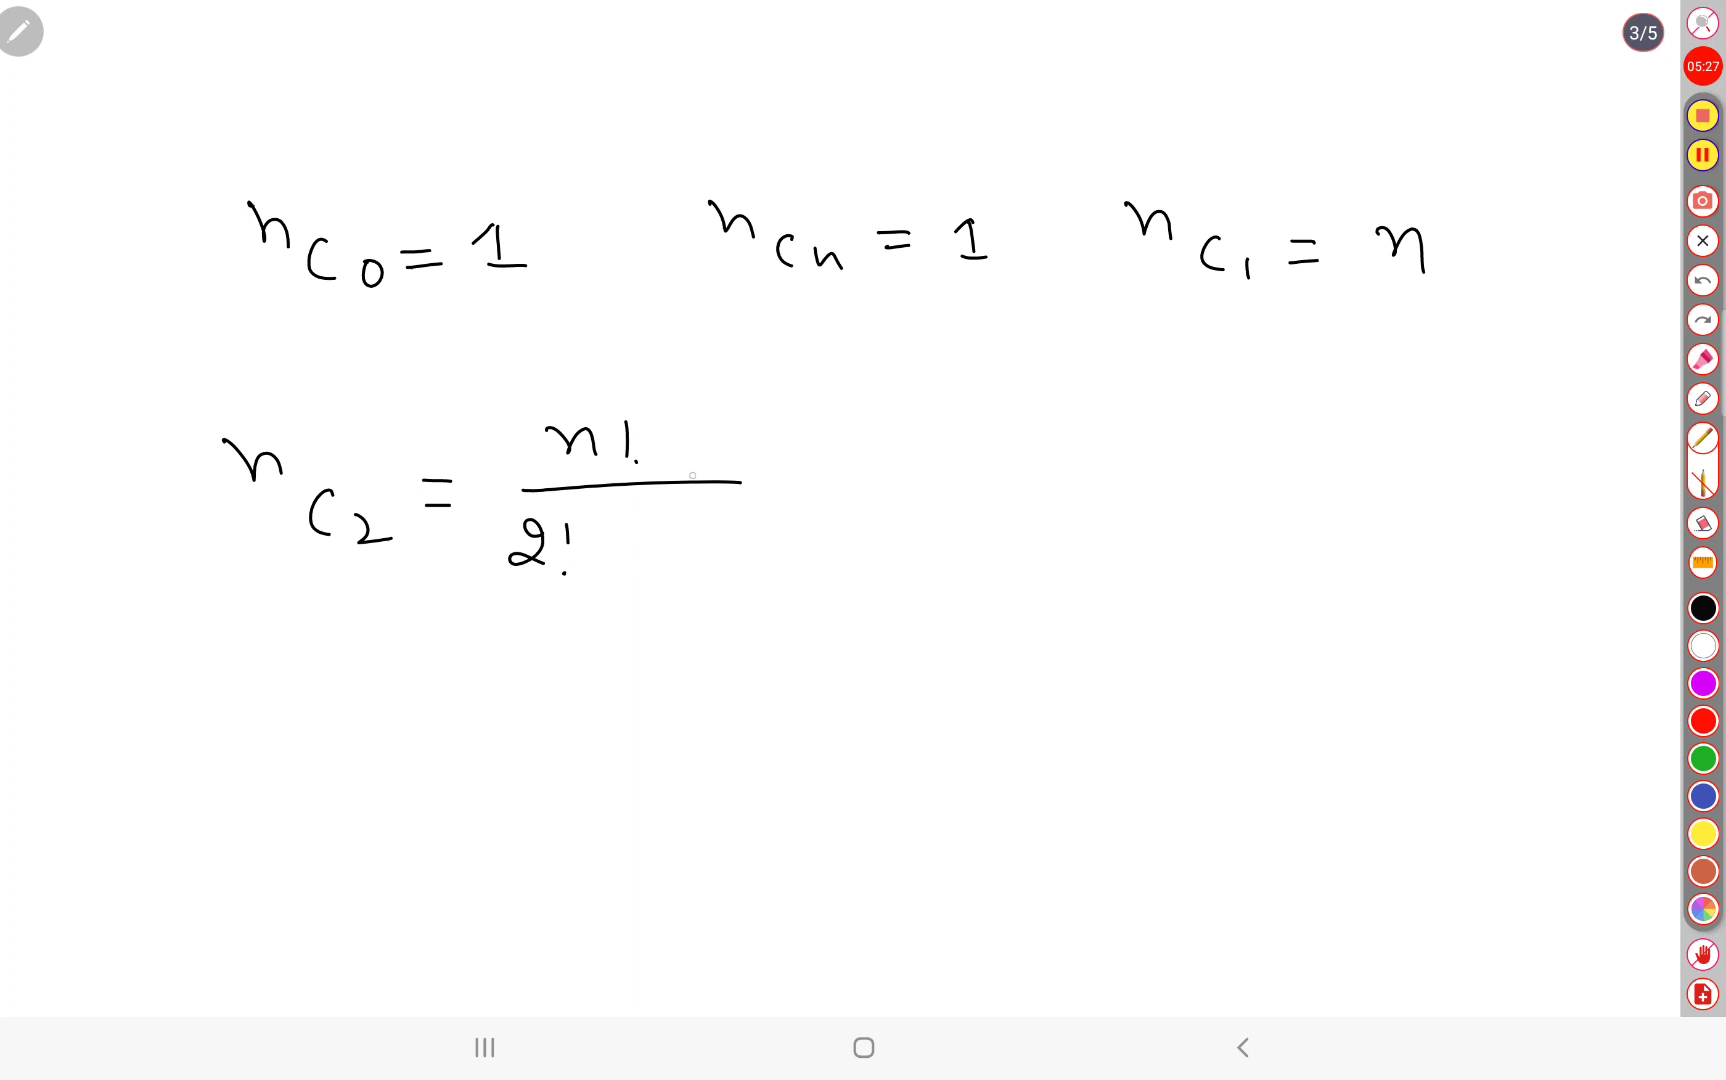 3/5
05:27
nC0 = 1 nCn = 1 nC1 = n
nC2 = n!
2!